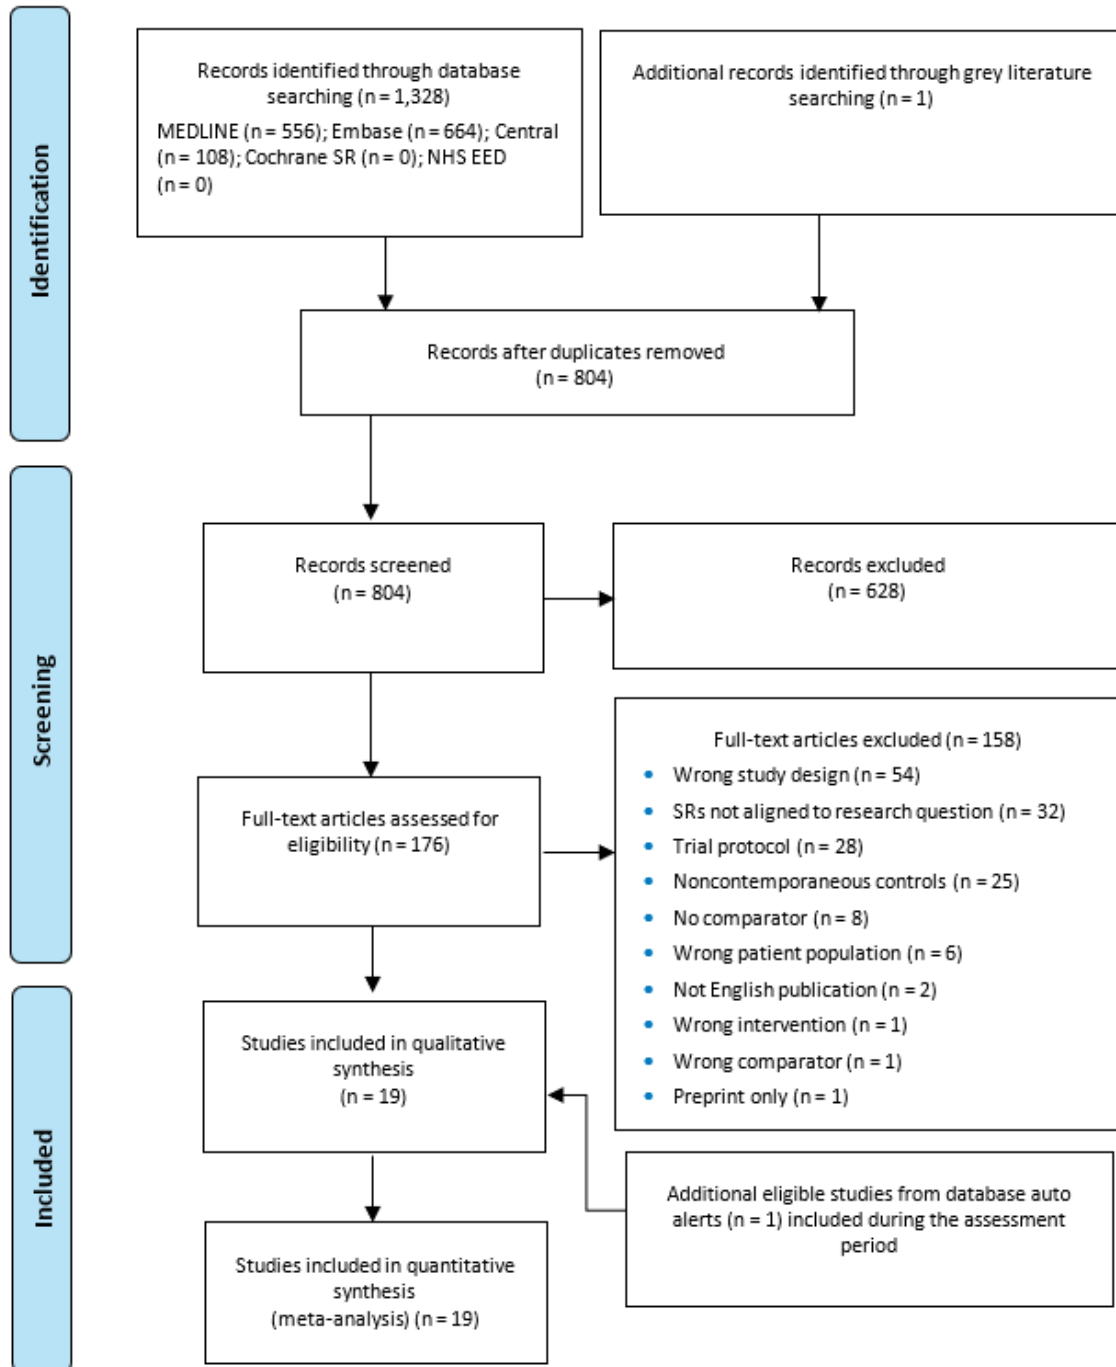 Identification
Records identified through database
searching (n = 1,328)
MEDLINE (n = 556); Embase (n = 664); Central
(n = 108); Cochrane SR (n = 0); NHS EED
(n = 0)
Additional records identified through grey literature
searching (n = 1)
Records after duplicates removed
(n = 804)
Screening
Records screened
(n = 804)
Records excluded
(n = 628)
Full-text articles assessed for
eligibility (n = 176)
Full-text articles excluded (n = 158)
• Wrong study design (n = 54)
• SRs not aligned to research question (n = 32)
• Trial protocol (n = 28)
• Noncontemporaneous controls (n = 25)
• No comparator (n = 8)
• Wrong patient population (n = 6)
• Not English publication (n = 2)
• Wrong intervention (n = 1)
• Wrong comparator (n = 1)
• Preprint only (n = 1)
Included
Studies included in qualitative
synthesis
(n = 19)
Additional eligible studies from database auto
alerts (n = 1) included during the assessment
period
Studies included in quantitative
synthesis
(meta-analysis) (n = 19)